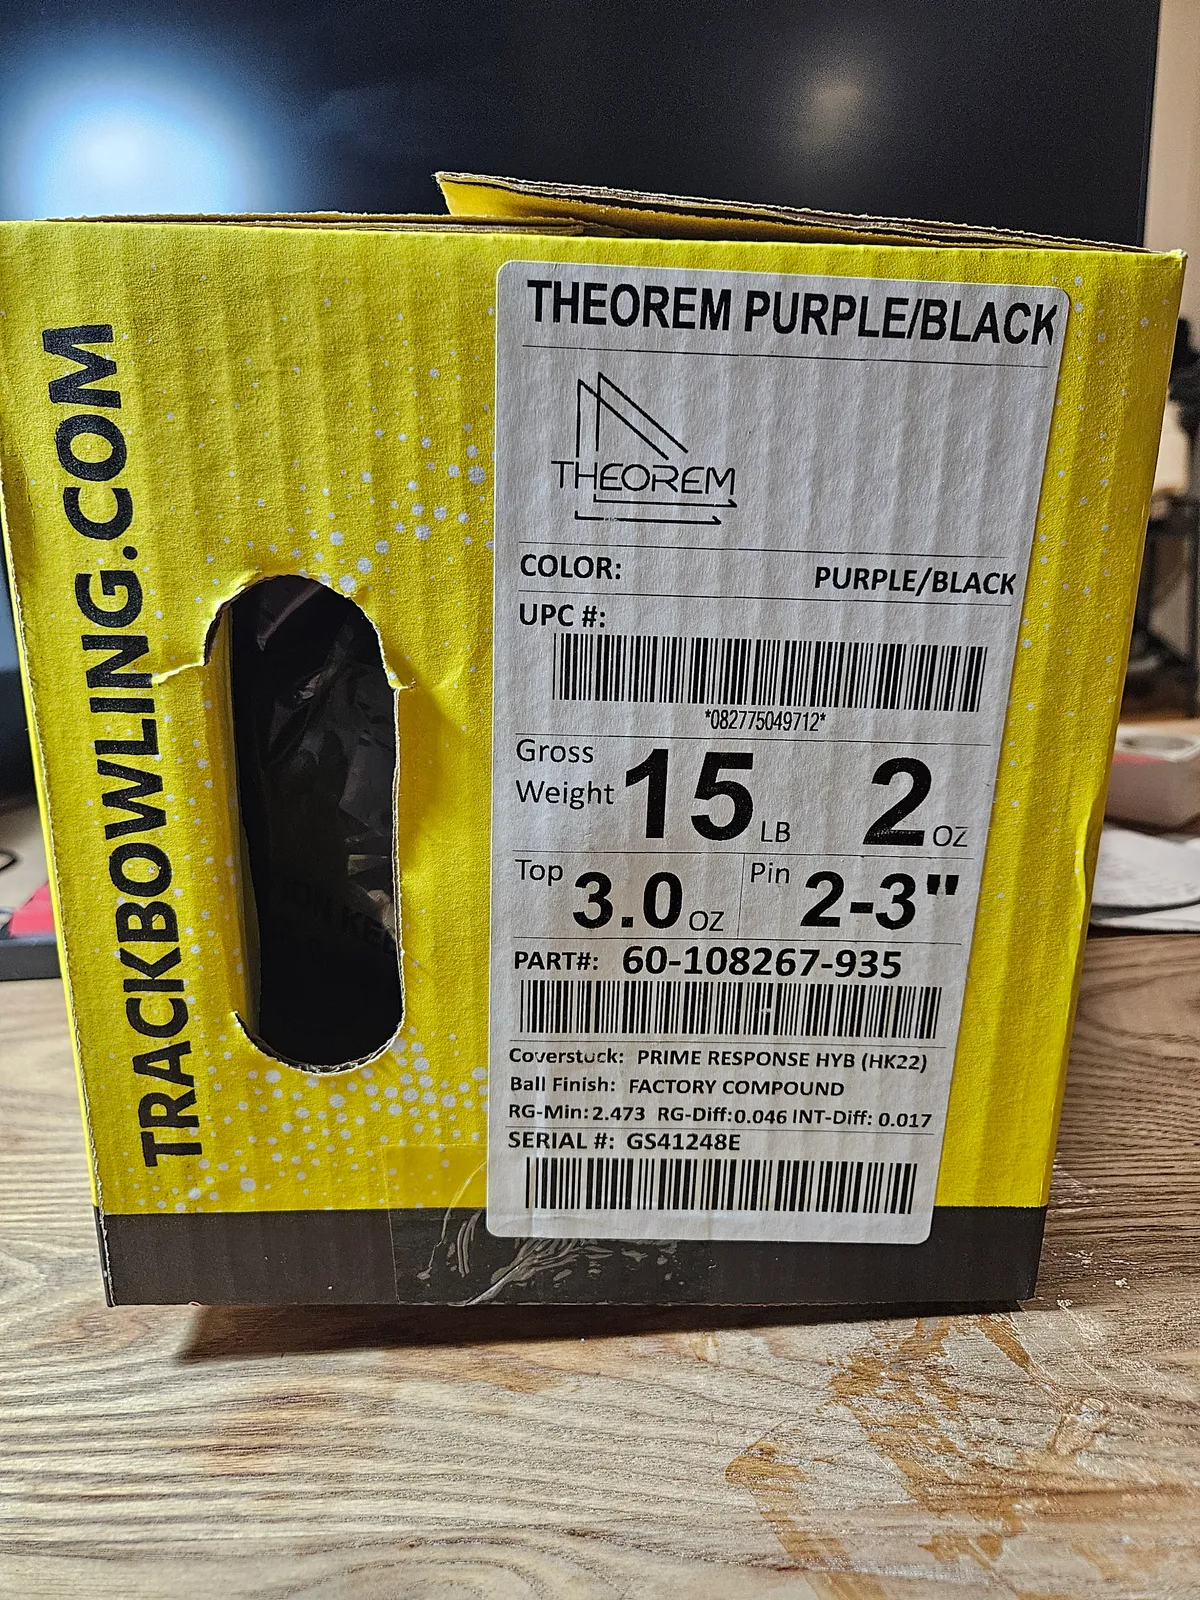 TRACKBOWLING.COM
THEOREM PURPLE/BLACK
THEOREM
COLOR: PURPLE/BLACK
UPC #:
*082775049712*
Gross Weight 15 LB 2 OZ
Top 3.0 OZ Pin 2-3"
PART#: 60-108267-935
Coverstock: PRIME RESPONSE HYB (HK22)
Ball Finish: FACTORY COMPOUND
RG-Min: 2.473 RG-Diff:0.046 INT-Diff: 0.017
SERIAL #: GS41248E